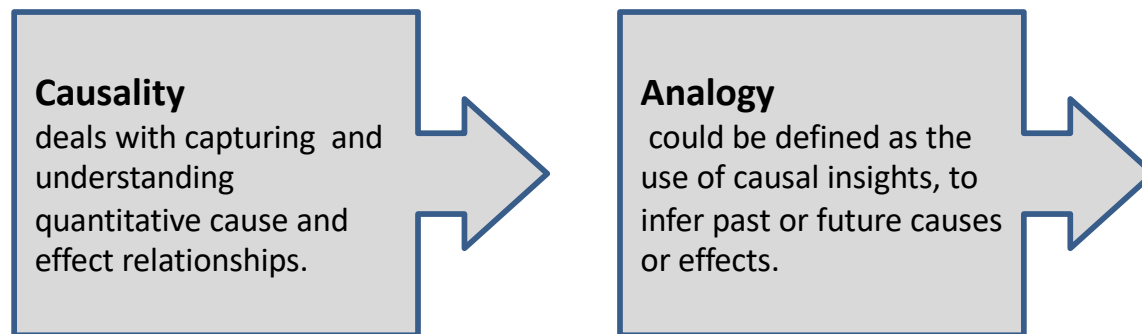 Causality
deals with capturing  and
understanding
quantitative cause and
effect relationships.
Analogy
could be defined as the
use of causal insights, to
infer past or future causes
or effects.